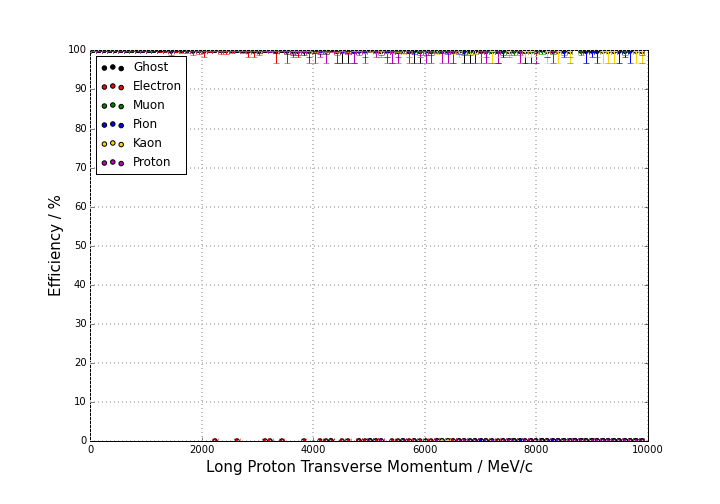 100
90
80
70
60
50
40
30
20
10
0
Efficiency / %
Ghost
Electron
Muon
Pion
Kaon
Proton
0 2000 4000 6000 8000 10000
Long Proton Transverse Momentum / MeV/c